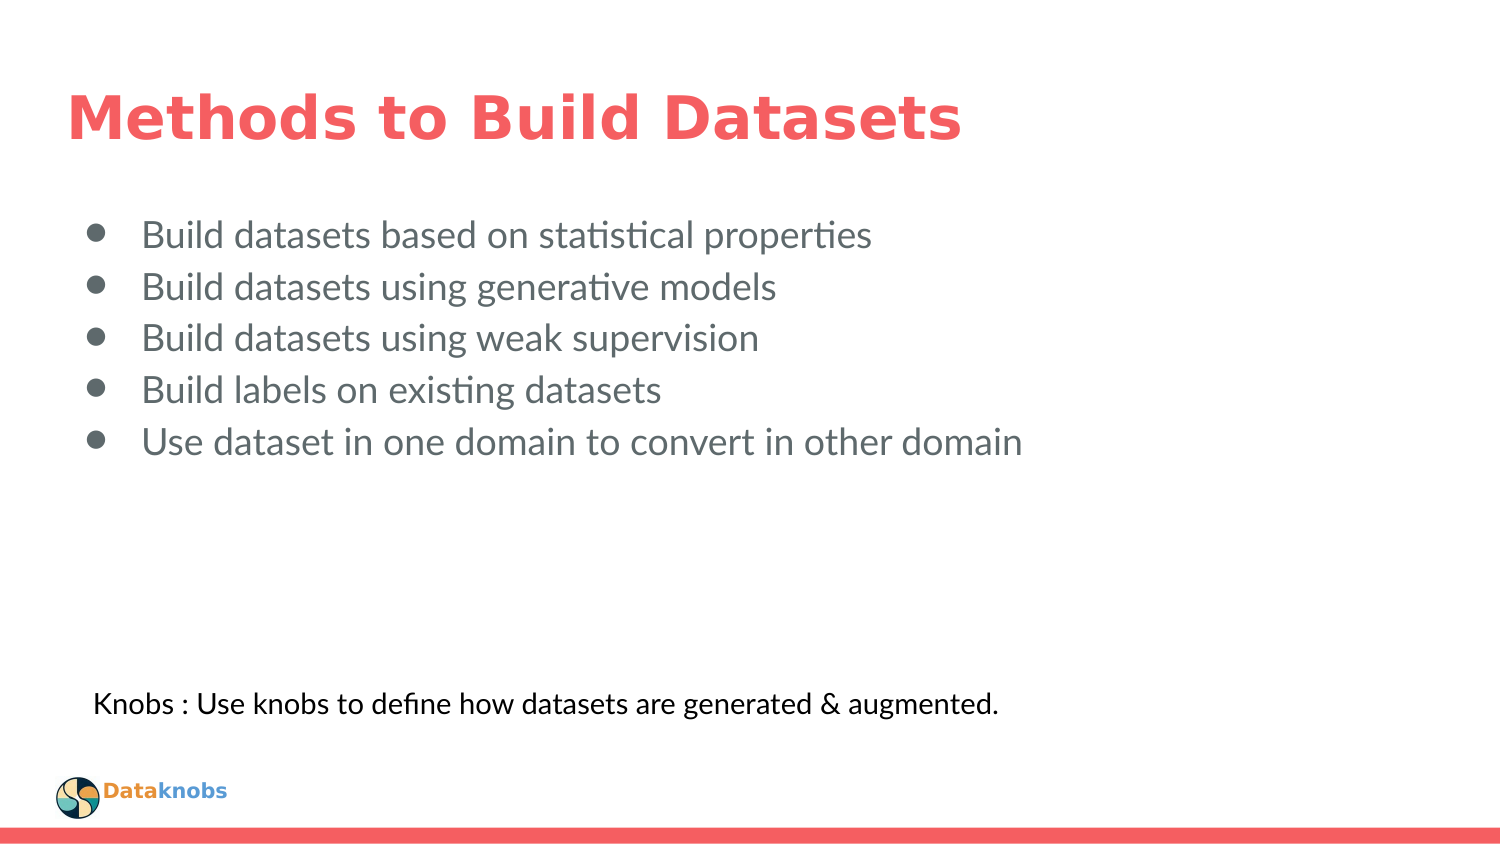 Methods to Build Datasets
● Build datasets based on statistical properties
● Build datasets using generative models
● Build datasets using weak supervision
● Build labels on existing datasets
● Use dataset in one domain to convert in other domain
Knobs : Use knobs to define how datasets are generated & augmented.
Dataknobs